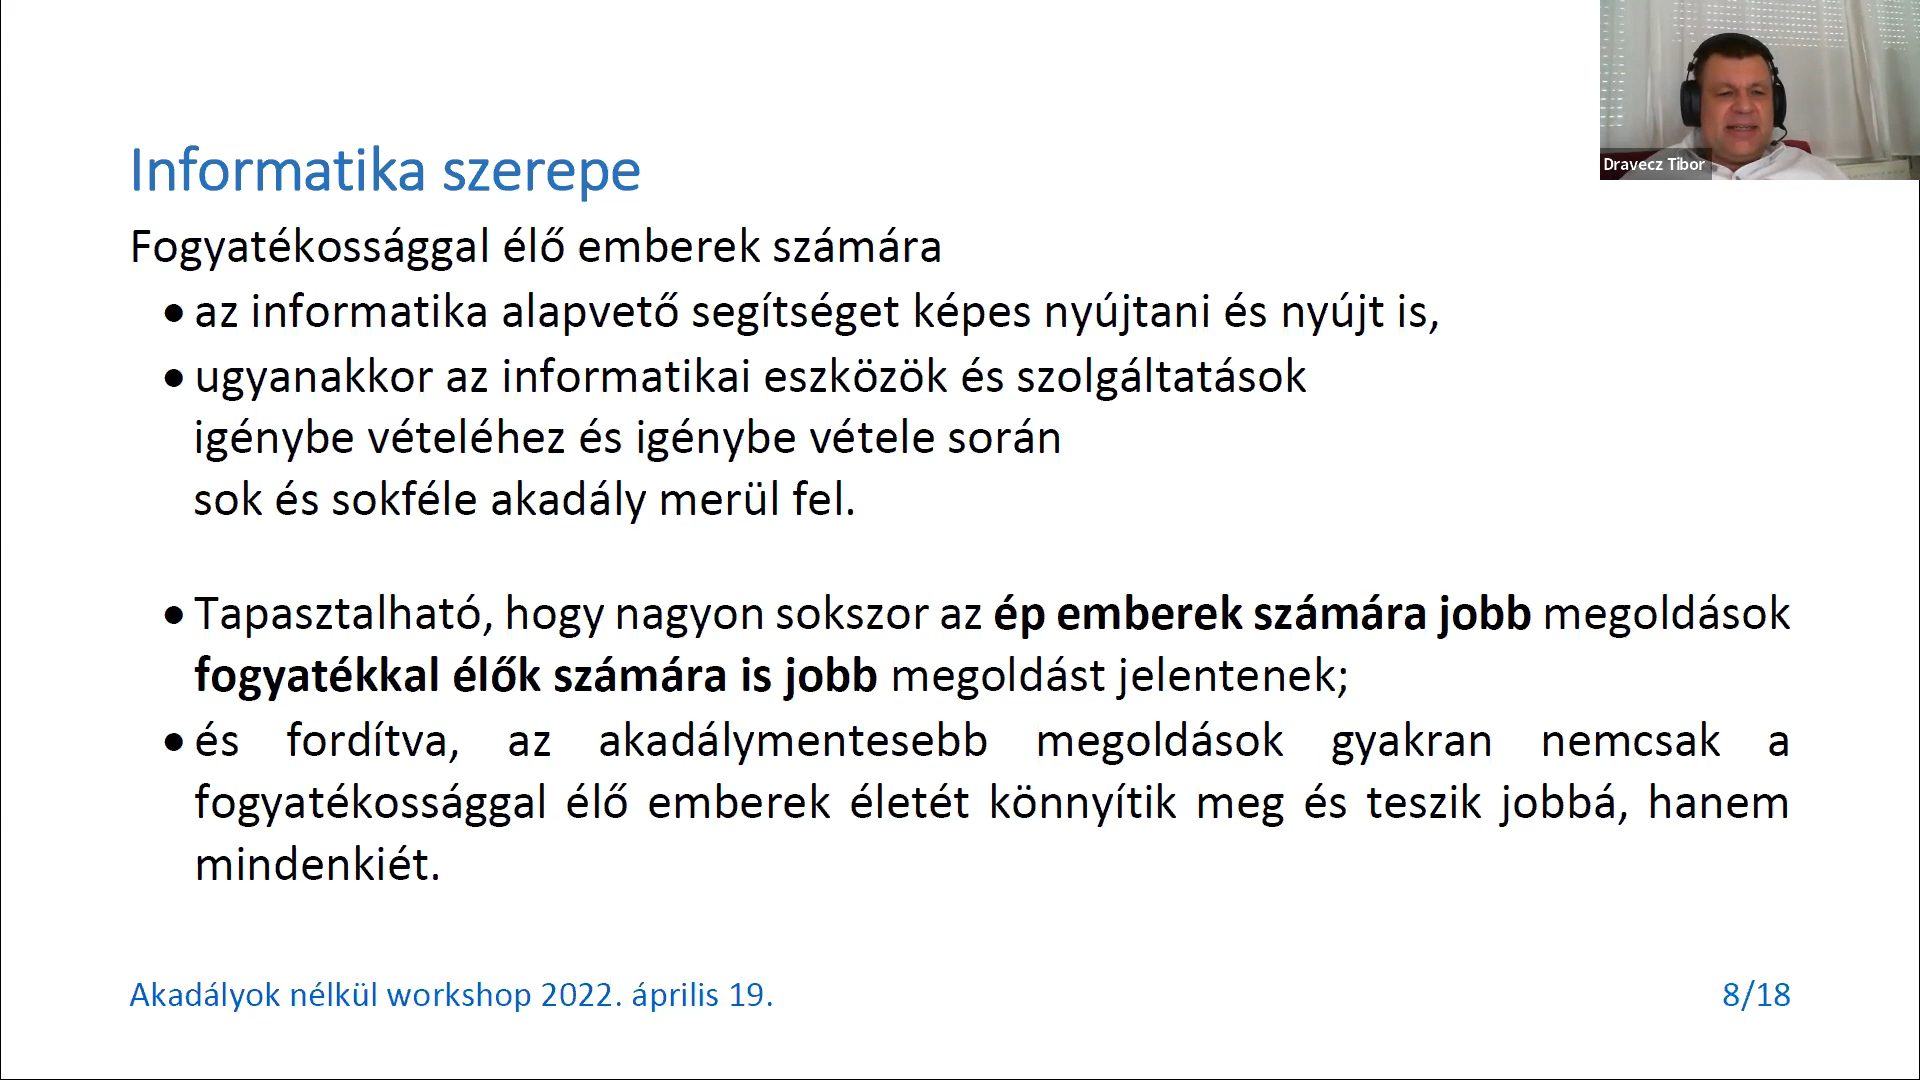 Dravecz Tibor
Informatika szerepe
Fogyatékossággal élő emberek számára
• az informatika alapvető segítséget képes nyújtani és nyújt is,
• ugyanakkor az informatikai eszközök és szolgáltatások
igénybe vételéhez és igénybe vétele során
sok és sokféle akadály merül fel.
• Tapasztalható, hogy nagyon sokszor az ép emberek számára jobb megoldások
fogyatékkal élők számára is jobb megoldást jelentenek;
• és fordítva, az akadálymentesebb megoldások gyakran nemcsak a
fogyatékossággal élő emberek életét könnyítik meg és teszik jobbá, hanem
mindenkiét.
Akadályok nélkül workshop 2022. április 19.
8/18